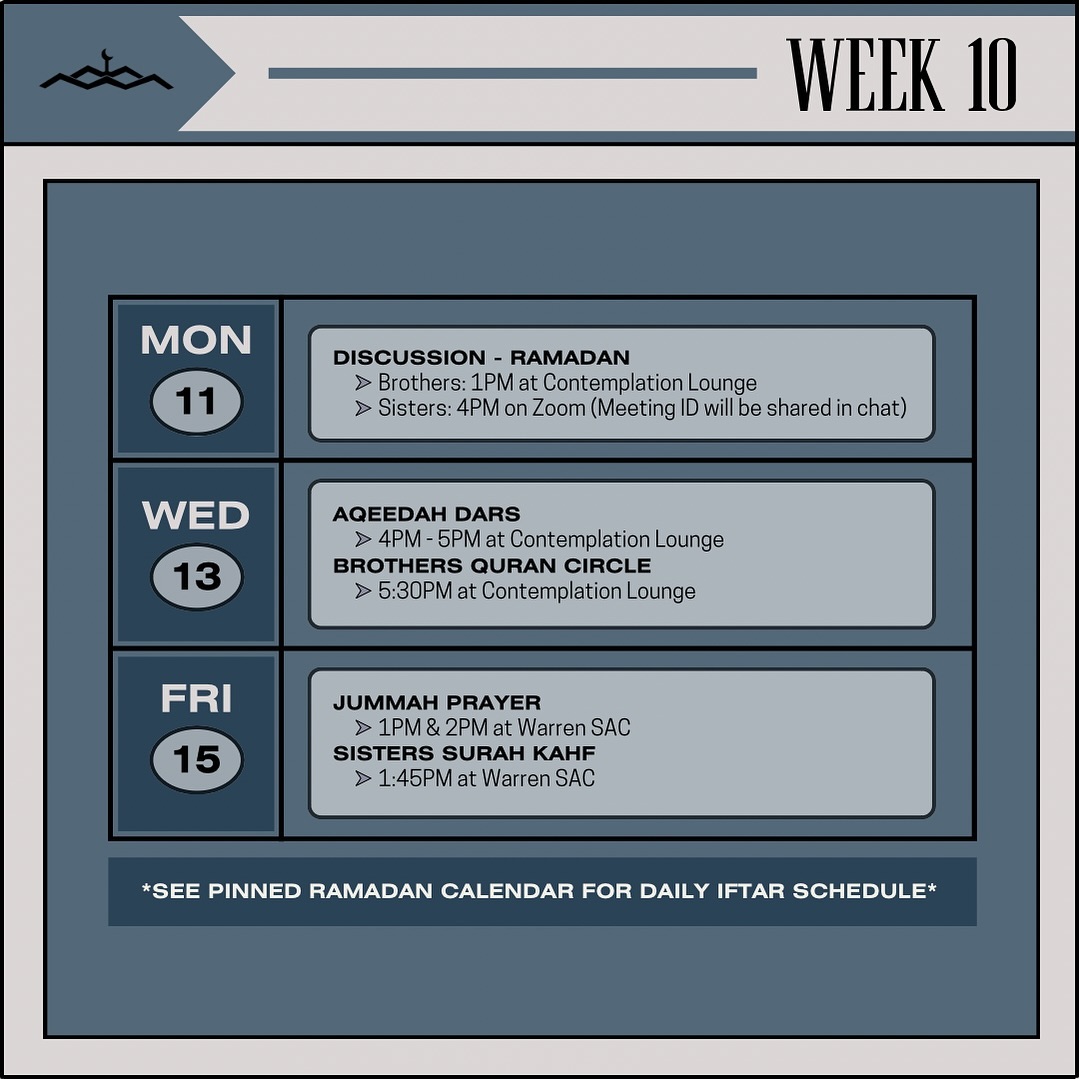 WEEK 10
MON
11
DISCUSSION - RAMADAN
➢ Brothers: 1PM at Contemplation Lounge
➢ Sisters: 4PM on Zoom (Meeting ID will be shared in chat)
WED
13
AQEEDAH DARS
➢ 4PM - 5PM at Contemplation Lounge
BROTHERS QURAN CIRCLE
➢ 5:30PM at Contemplation Lounge
FRI
15
JUMMAH PRAYER
➢ 1PM & 2PM at Warren SAC
SISTERS SURAH KAHF
➢ 1:45PM at Warren SAC
*SEE PINNED RAMADAN CALENDAR FOR DAILY IFTAR SCHEDULE*